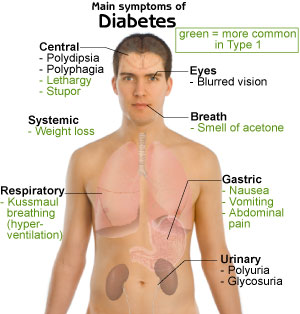 Main symptoms of
Diabetes
green = more common
in Type 1
Central
- Polydipsia
- Polyphagia
- Lethargy
- Stupor
Eyes
- Blurred vision
Breath
- Smell of acetone
Systemic
- Weight loss
Respiratory
- Kussmaul
breathing
(hyper-
ventilation)
Gastric
- Nausea
- Vomiting
- Abdominal
pain
Urinary
- Polyuria
- Glycosuria